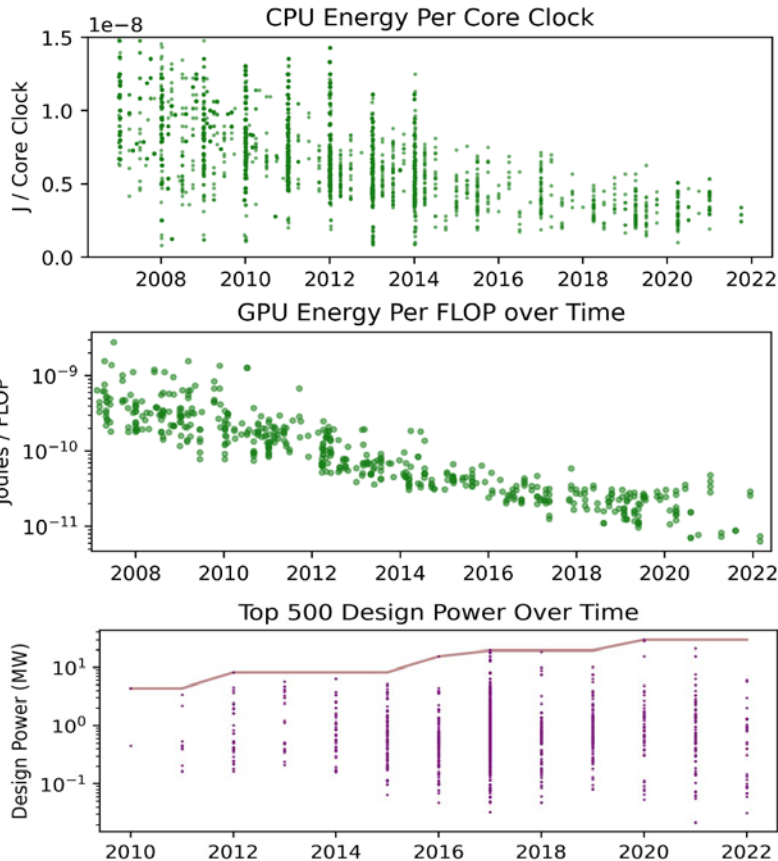 CPU Energy Per Core Clock
1e−8
1.5
1.0
0.5
0.0
J / Core Clock
2008 2010 2012 2014 2016 2018 2020 2022
GPU Energy Per FLOP over Time
10⁻⁹
10⁻¹⁰
10⁻¹¹
Joules / FLOP
2008 2010 2012 2014 2016 2018 2020 2022
Top 500 Design Power Over Time
10¹
10⁰
10⁻¹
Design Power (MW)
2010 2012 2014 2016 2018 2020 2022